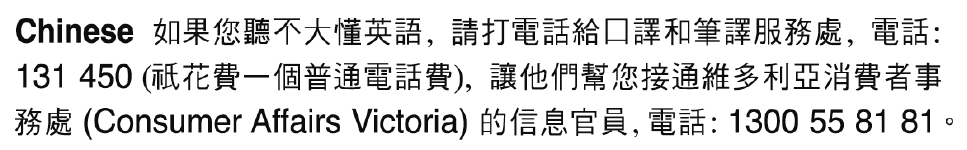 Chinese 如果您聽不大懂英語, 請打電話給口譯和筆譯服務處, 電話:
131 450 (祗花費一個普通電話費), 讓他們幫您接通維多利亞消費者事
務處 (Consumer Affairs Victoria) 的信息官員, 電話: 1300 55 81 81。